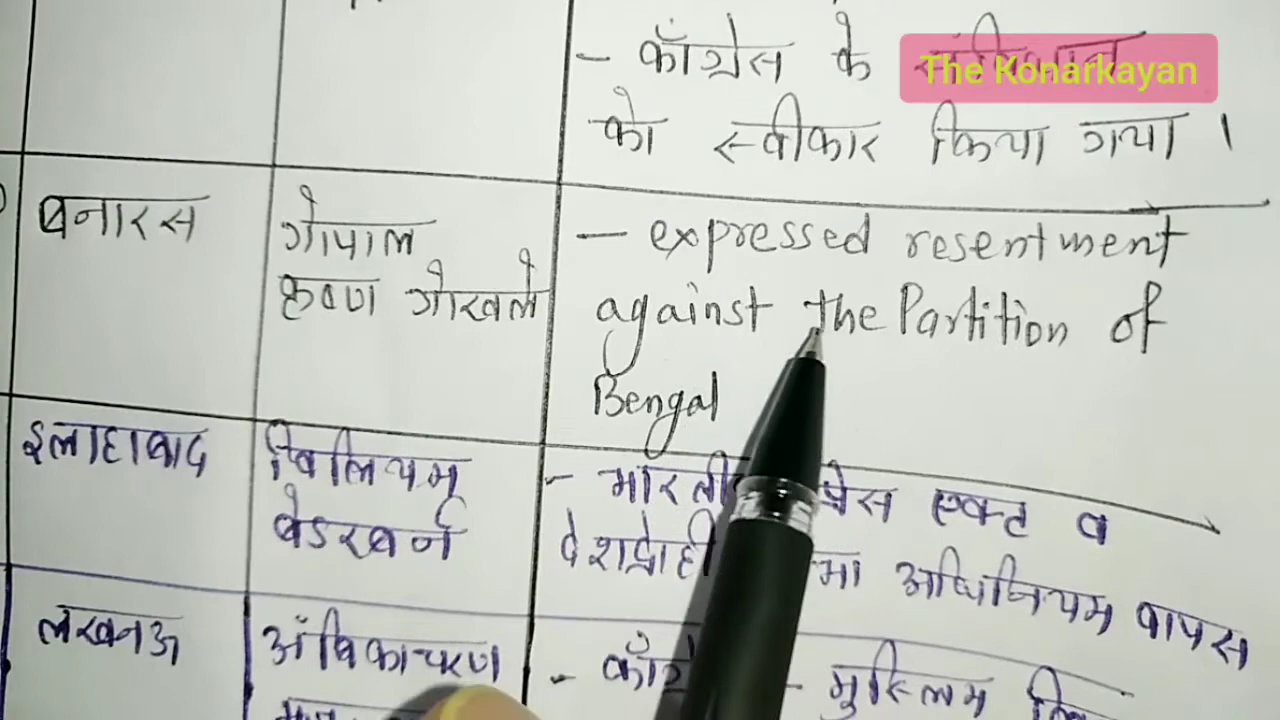 - काँग्रेस के
The Konarkayan
को स्वीकार किया गया ।
बनारस
गोपाल
कृष्ण गोखले
- expressed resentment
against the Partition of
Bengal
इलाहाबाद
विलियम
वेडरबर्न
- एक्ट व
देशद्रोही अधिनियम वापस
लखनऊ
अंबिकाचरण
- मुस्लिम